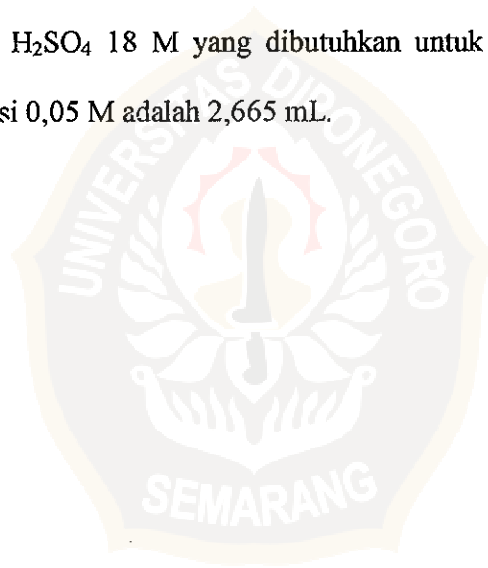 H₂SO₄ 18 M yang dibutuhkan untuk
si 0,05 M adalah 2,665 mL.
UNIVERSITAS DIPONEGORO
SEMARANG